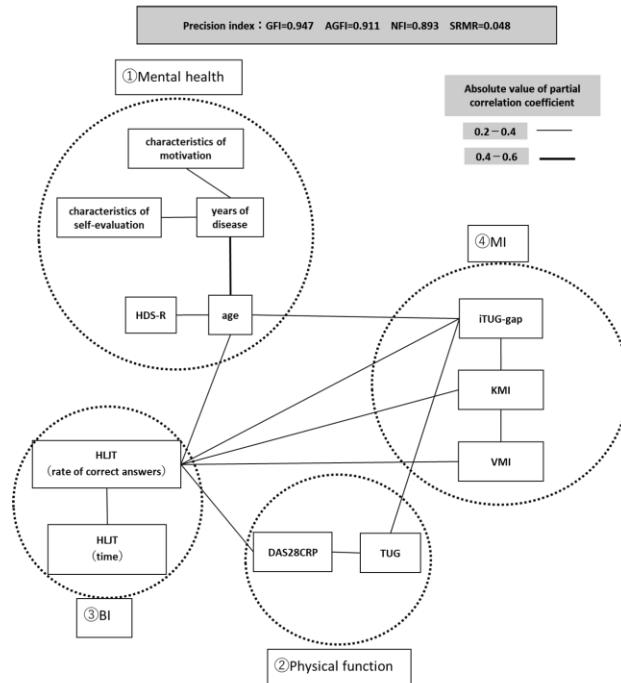 Precision index：GFI=0.947 AGFI=0.911 NFI=0.893 SRMR=0.048
①Mental health
Absolute value of partial
correlation coefficient
0.2－0.4
0.4－0.6
characteristics of
motivation
characteristics of
self-evaluation
years of
disease
HDS-R
age
④MI
iTUG-gap
KMI
VMI
HLJT
（rate of correct answers）
HLJT
（time）
③BI
DAS28CRP
TUG
②Physical function